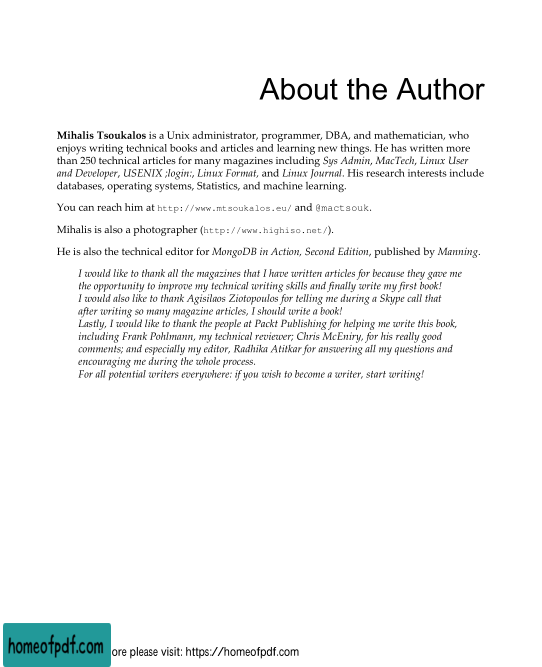 About the Author
Mihalis Tsoukalos is a Unix administrator, programmer, DBA, and mathematician, who
enjoys writing technical books and articles and learning new things. He has written more
than 250 technical articles for many magazines including Sys Admin, MacTech, Linux User
and Developer, USENIX ;login:, Linux Format, and Linux Journal. His research interests include
databases, operating systems, Statistics, and machine learning.
You can reach him at http://www.mtsoukalos.eu/ and @mactsouk.
Mihalis is also a photographer (http://www.highiso.net/).
He is also the technical editor for MongoDB in Action, Second Edition, published by Manning.
I would like to thank all the magazines that I have written articles for because they gave me
the opportunity to improve my technical writing skills and finally write my first book!
I would also like to thank Agisilaos Ziotopoulos for telling me during a Skype call that
after writing so many magazine articles, I should write a book!
Lastly, I would like to thank the people at Packt Publishing for helping me write this book,
including Frank Pohlmann, my technical reviewer; Chris McEniry, for his really good
comments; and especially my editor, Radhika Atitkar for answering all my questions and
encouraging me during the whole process.
For all potential writers everywhere: if you wish to become a writer, start writing!
homeofpdf.com ore please visit: https://homeofpdf.com